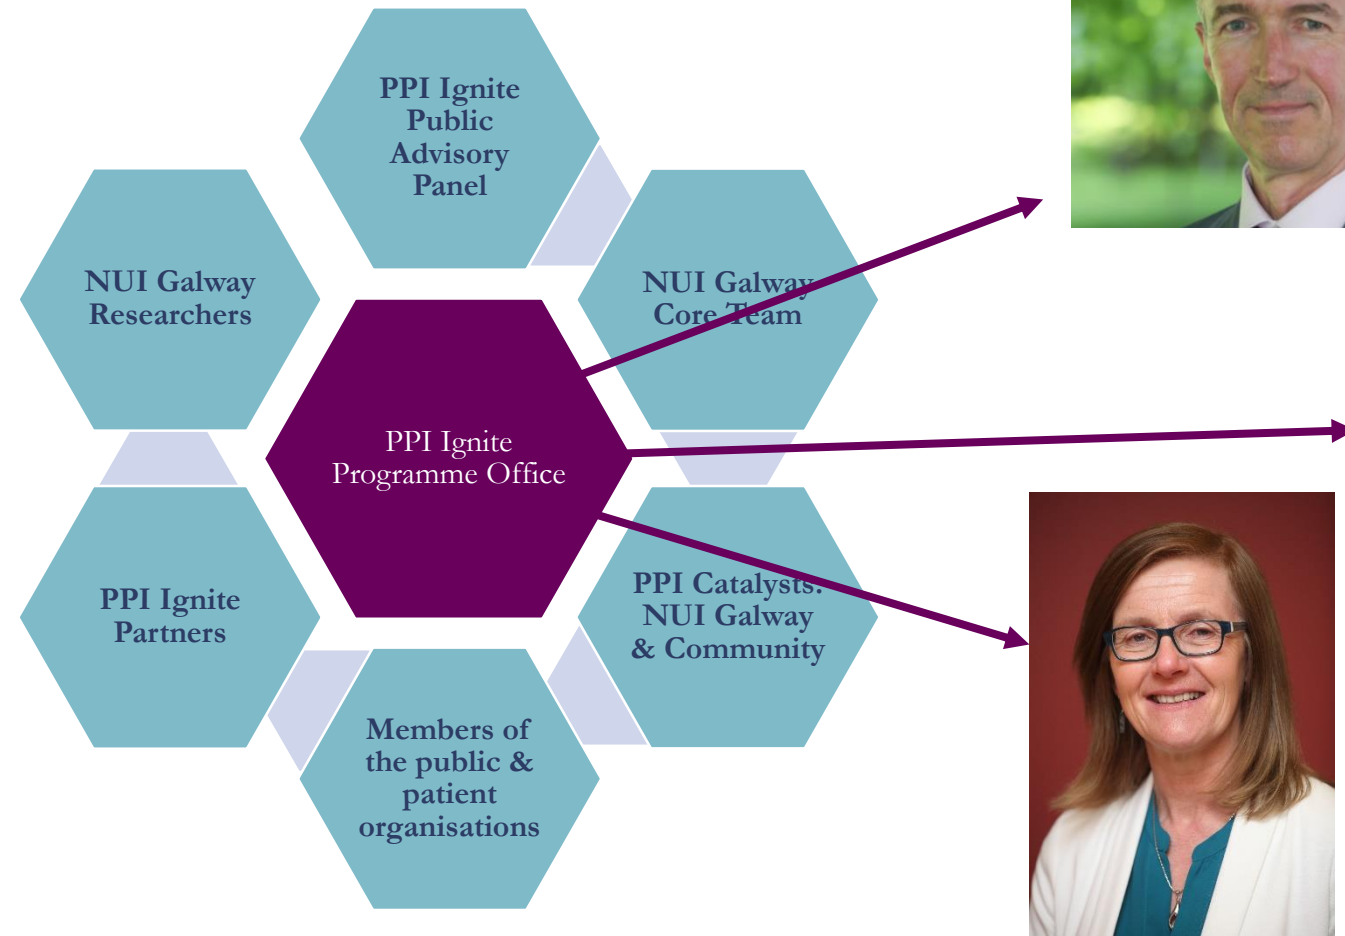 PPI Ignite
Public
Advisory
Panel
NUI Galway
Researchers
NUI Galway
Core Team
PPI Ignite
Programme Office
PPI Ignite
Partners
PPI Catalysts:
NUI Galway
& Community
Members of
the public &
patient
organisations